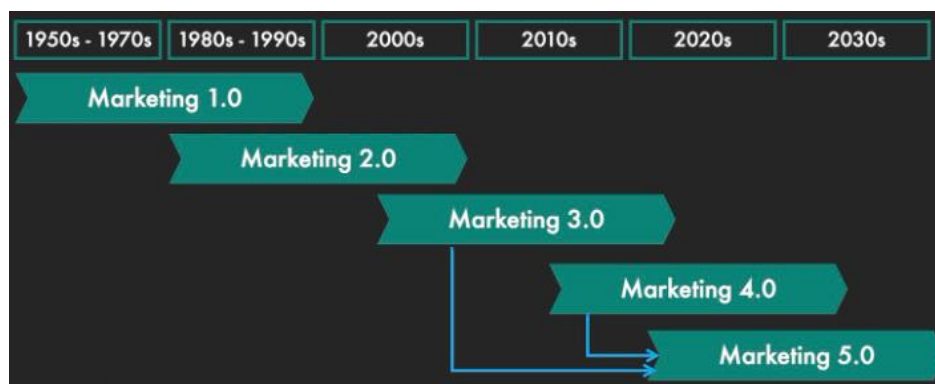 1950s - 1970s 1980s - 1990s 2000s 2010s 2020s 2030s
Marketing 1.0
Marketing 2.0
Marketing 3.0
Marketing 4.0
Marketing 5.0